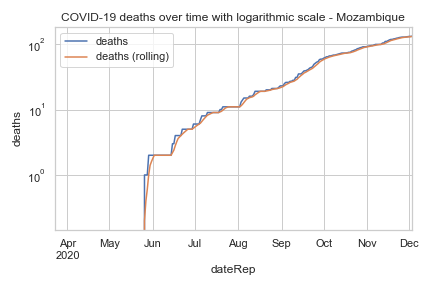 COVID-19 deaths over time with logarithmic scale - Mozambique
deaths
deaths (rolling)
deaths
10²
10¹
10⁰
Apr May Jun Jul Aug Sep Oct Nov Dec
2020
dateRep